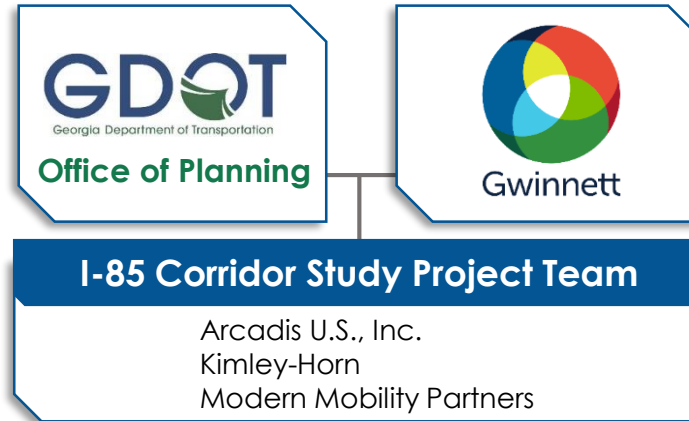 GDOT
Georgia Department of Transportation
Office of Planning
Gwinnett
I-85 Corridor Study Project Team
Arcadis U.S., Inc.
Kimley-Horn
Modern Mobility Partners